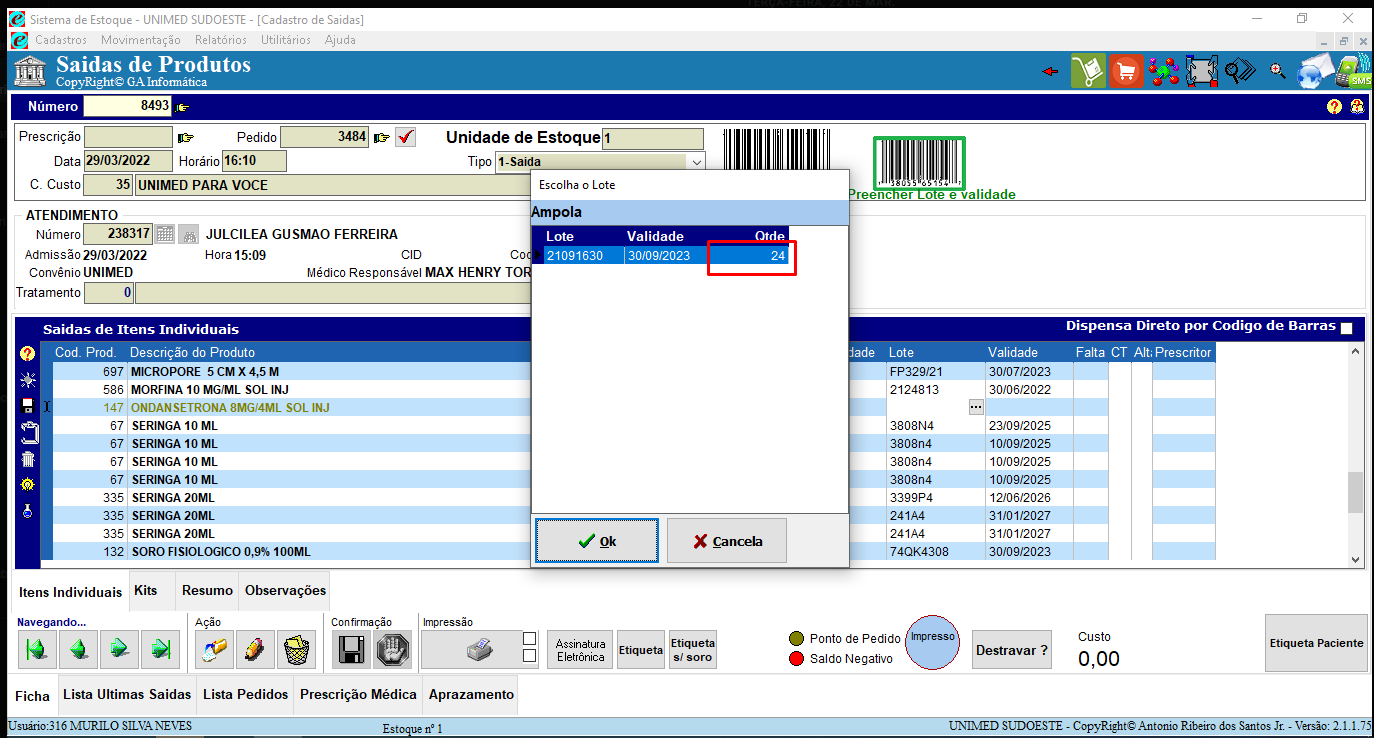 TERÇA-FEIRA, 22 DE MAR.
Sistema de Estoque - UNIMED SUDOESTE - [Cadastro de Saidas]
Cadastros Movimentação Relatórios Utilitários Ajuda
Saidas de Produtos
CopyRight© GA Informática
SMS
Número 8493
Prescrição Pedido 3484 Unidade de Estoque 1
Data 29/03/2022 Horário 16:10 Tipo 1-Saida
C. Custo 35 UNIMED PARA VOCE
Preencher Lote e validade
ATENDIMENTO
Número 238317 JULCILEA GUSMAO FERREIRA
Admissão 29/03/2022 Hora 15:09 CID
Convênio UNIMED Médico Responsável MAX HENRY TOR
Tratamento 0
Escolha o Lote
Ampola
Lote Validade Qtde
21091630 30/09/2023 24
Ok Cancela
Saidas de Itens Individuais Dispensa Direto por Codigo de Barras
Cod. Prod. Descrição do Produto dade Lote Validade Falta CT Alta Prescritor
697 MICROPORE 5 CM X 4,5 M FP329/21 30/07/2023
586 MORFINA 10 MG/ML SOL INJ 2124813 30/06/2022
147 ONDANSETRONA 8MG/4ML SOL INJ ...
67 SERINGA 10 ML 3808N4 23/09/2025
67 SERINGA 10 ML 3808n4 10/09/2025
67 SERINGA 10 ML 3808n4 10/09/2025
67 SERINGA 10 ML 3808n4 10/09/2025
335 SERINGA 20ML 3399P4 12/06/2026
335 SERINGA 20ML 241A4 31/01/2027
335 SERINGA 20ML 241A4 31/01/2027
132 SORO FISIOLOGICO 0,9% 100ML 74QK4308 30/09/2023
Itens Individuais Kits Resumo Observações
Navegando... Ação Confirmação Impressão
Assinatura
Eletrônica
Etiqueta
Etiqueta
s/ soro
Ponto de Pedido
Saldo Negativo
Impresso
Destravar ?
Custo
0,00
Etiqueta Paciente
Ficha Lista Ultimas Saidas Lista Pedidos Prescrição Médica Aprazamento
Usuário:316 MURILO SILVA NEVES Estoque nº 1 UNIMED SUDOESTE - CopyRight© Antonio Ribeiro dos Santos Jr. - Versão: 2.1.1.75